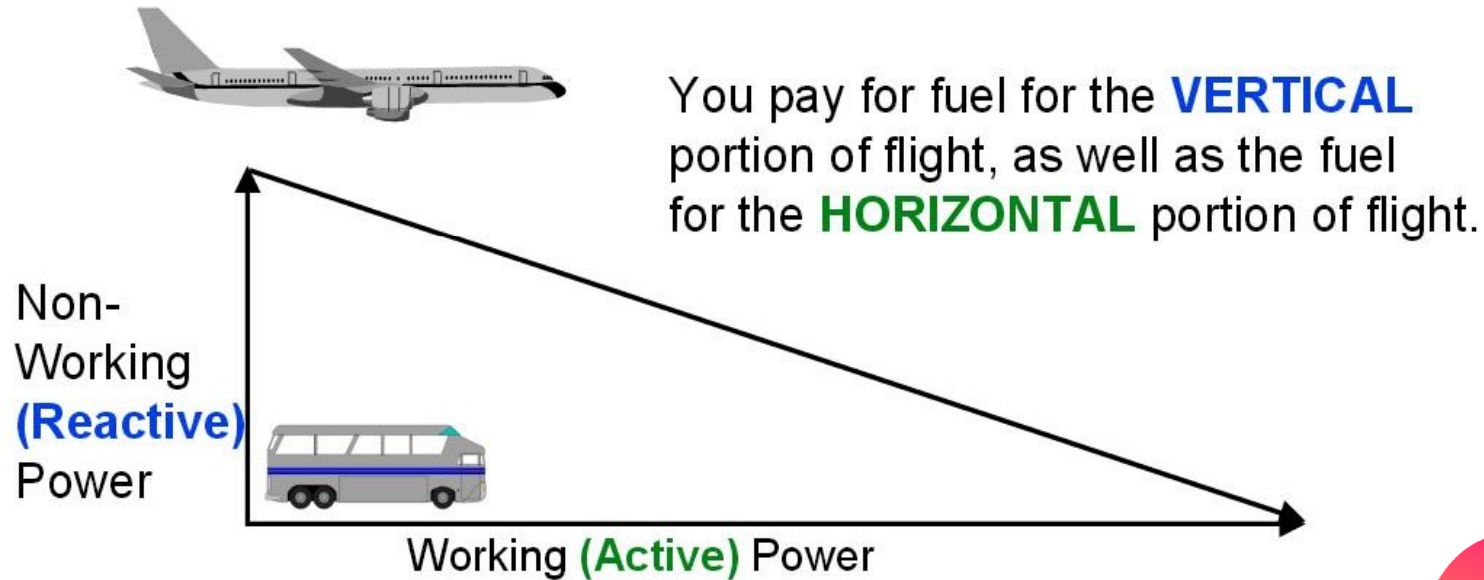 You pay for fuel for the VERTICAL
portion of flight, as well as the fuel
for the HORIZONTAL portion of flight.
Non-
Working
(Reactive)
Power
Working (Active) Power